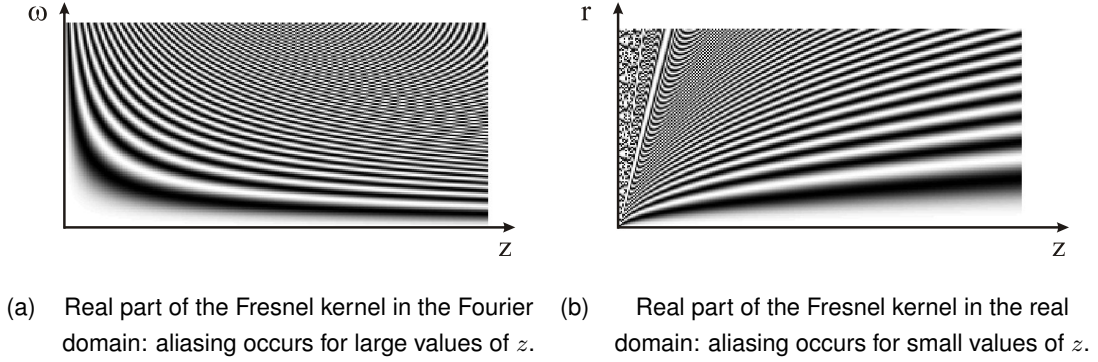 ω
z
r
z
(a) Real part of the Fresnel kernel in the Fourier
domain: aliasing occurs for large values of z.
(b) Real part of the Fresnel kernel in the real
domain: aliasing occurs for small values of z.